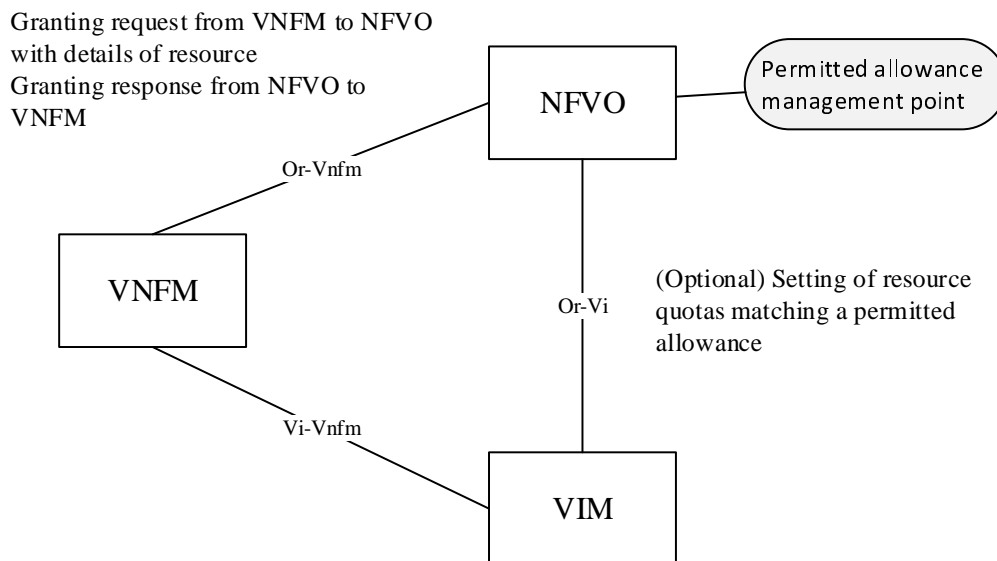 Granting request from VNFM to NFVO
with details of resource
Granting response from NFVO to
VNFM
NFVO
Permitted allowance
management point
Or-Vnfm
VNFM
(Optional) Setting of resource
quotas matching a permitted
allowance
Or-Vi
Vi-Vnfm
VIM